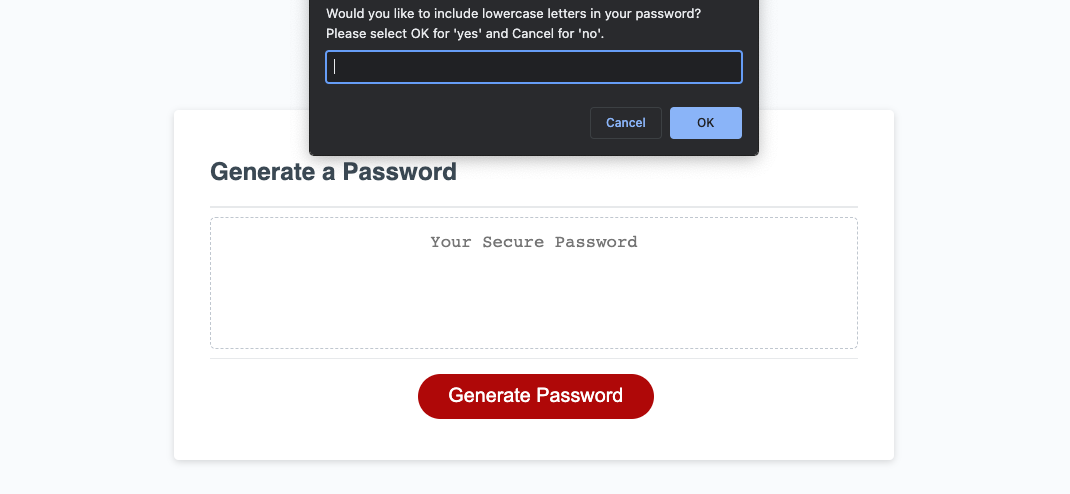 Would you like to include lowercase letters in your password?
Please select OK for 'yes' and Cancel for 'no'.
Cancel
OK
Generate a Password
Your Secure Password
Generate Password